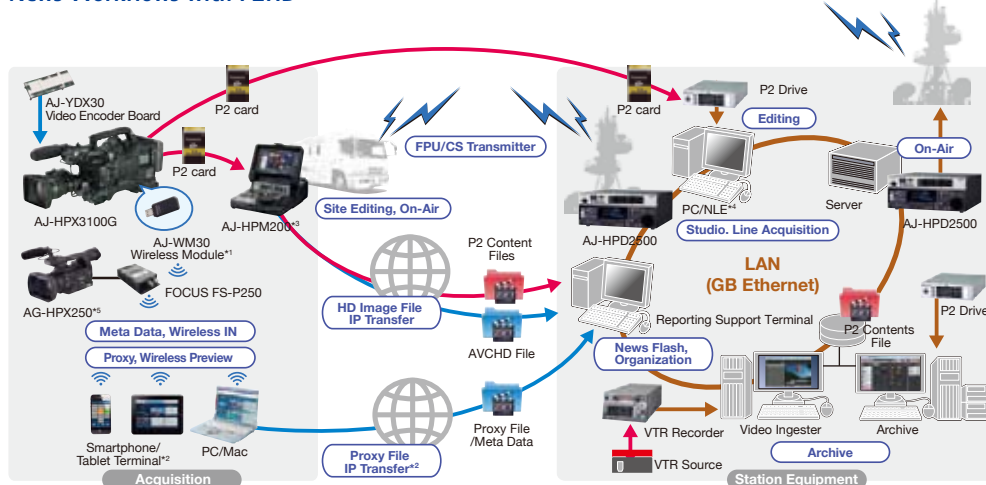 News Workflows with P2HD
AJ-YDX30
Video Encoder Board
P2 card
P2 card
AJ-HPX3100G
AJ-WM30
Wireless Module*1
AG-HPX250*5
FOCUS FS-P250
Meta Data, Wireless IN
Proxy, Wireless Preview
Smartphone/
Tablet Terminal*2
PC/Mac
Acquisition
AJ-HPM200*3
FPU/CS Transmitter
Site Editing, On-Air
P2 Content
Files
HD Image File
IP Transfer
AVCHD File
Proxy File
/Meta Data
Proxy File
IP Transfer*2
P2 card
P2 Drive
Editing
On-Air
PC/NLE*4
Server
AJ-HPD2500
AJ-HPD2500
Studio. Line Acquisition
LAN
(GB Ethernet)
Reporting Support Terminal
P2 Contents
File
P2 Drive
News Flash,
Organization
VTR Recorder
VTR Source
Video Ingester
Archive
Archive
Station Equipment